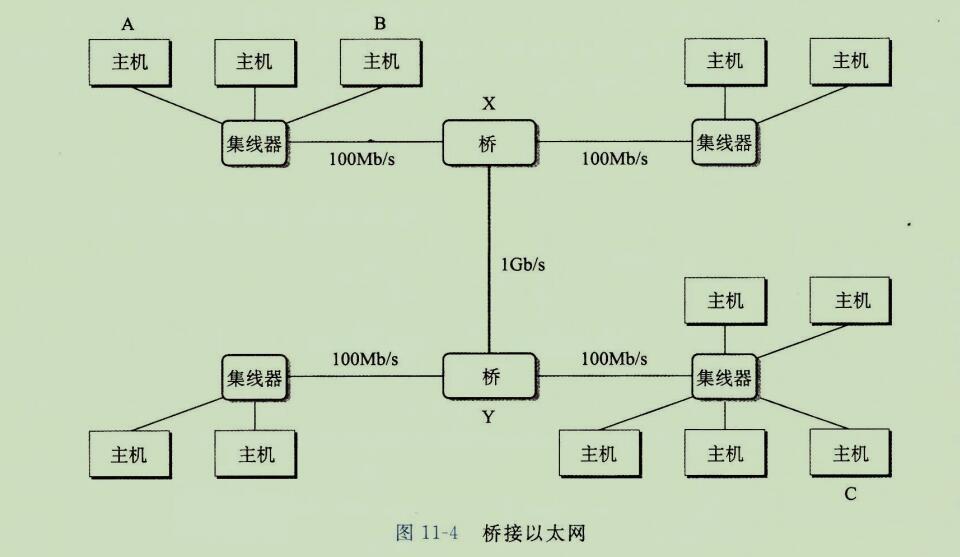 A
B
主机
主机
主机
主机
主机
X
集线器
100Mb/s
桥
100Mb/s
集线器
1Gb/s
主机
主机
集线器
100Mb/s
桥
100Mb/s
集线器
Y
主机
主机
主机
主机
主机
C
图 11-4 桥接以太网